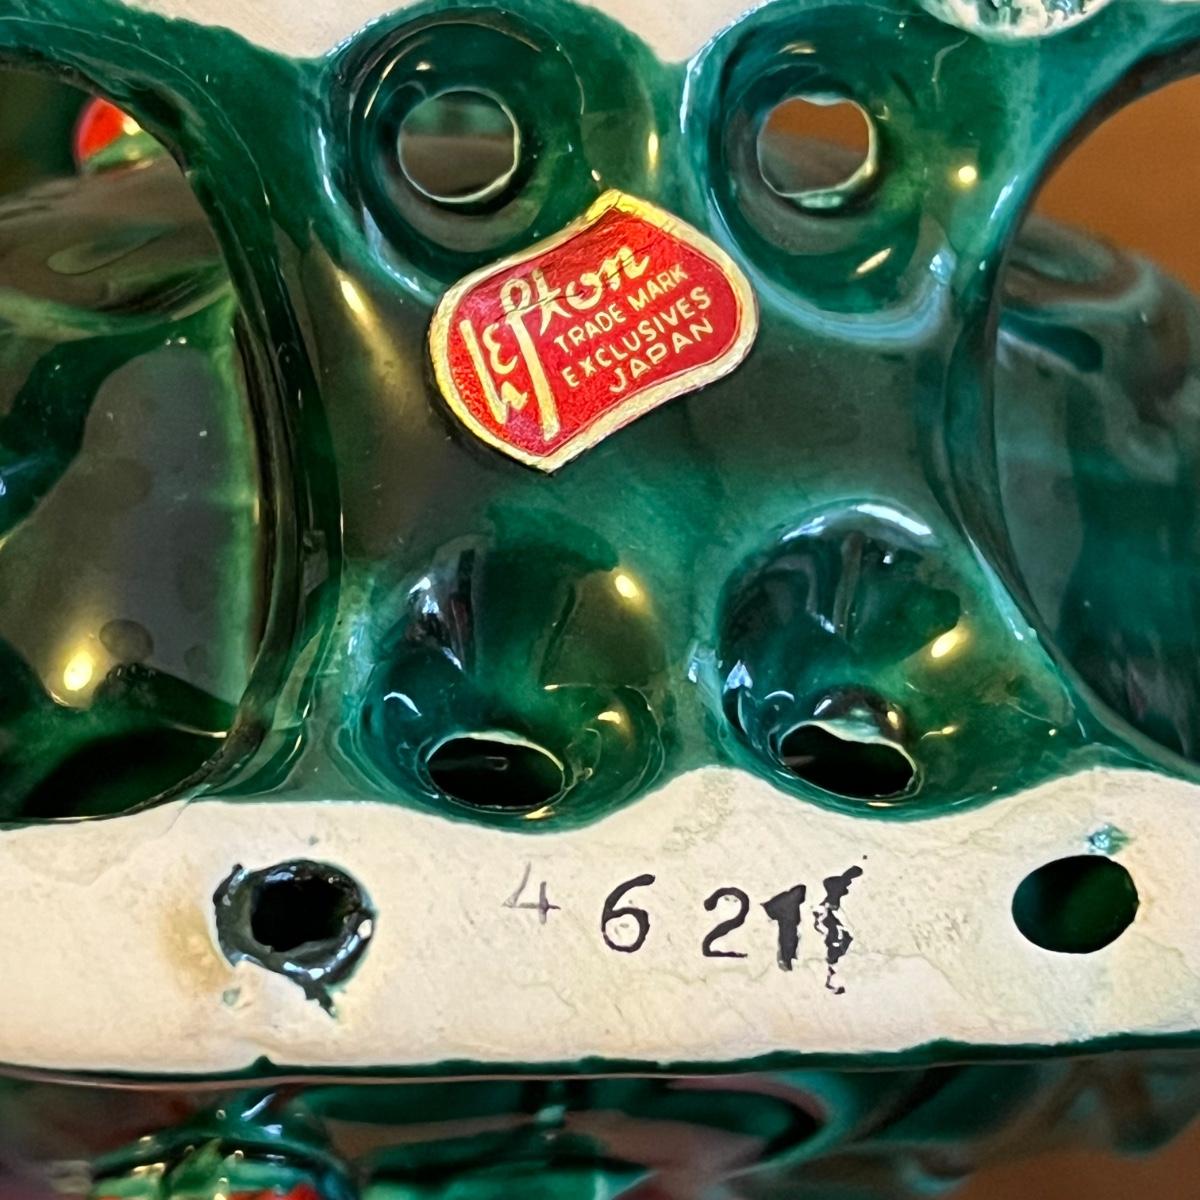 Lefton
TRADE MARK
EXCLUSIVES
JAPAN
4621